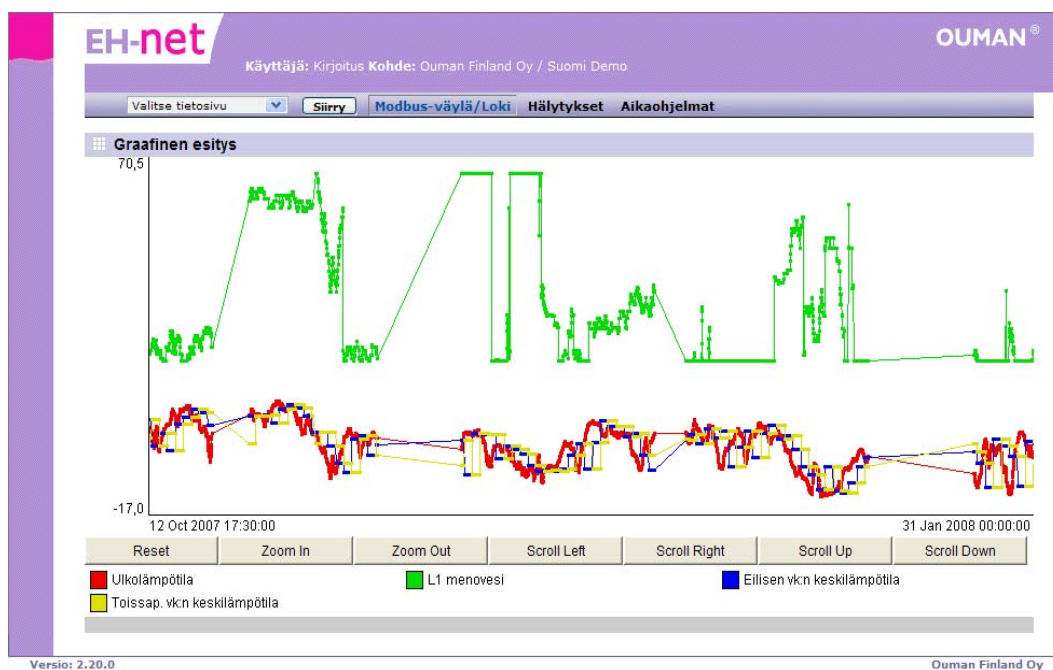 EH-net
OUMAN ®
Käyttäjä: Kirjoitus Kohde: Ouman Finland Oy / Suomi Demo
Valitse tietosivu Siirry Modbus-väylä/Loki Hälytykset Aikaohjelmat
Graafinen esitys
70,5
-17,0
12 Oct 2007 17:30:00 31 Jan 2008 00:00:00
Reset Zoom In Zoom Out Scroll Left Scroll Right Scroll Up Scroll Down
Ulkolämpötila L1 menovesi Eilisen vk:n keskilämpötila
Toissap. vk:n keskilämpötila
Versio: 2.20.0 Ouman Finland Oy